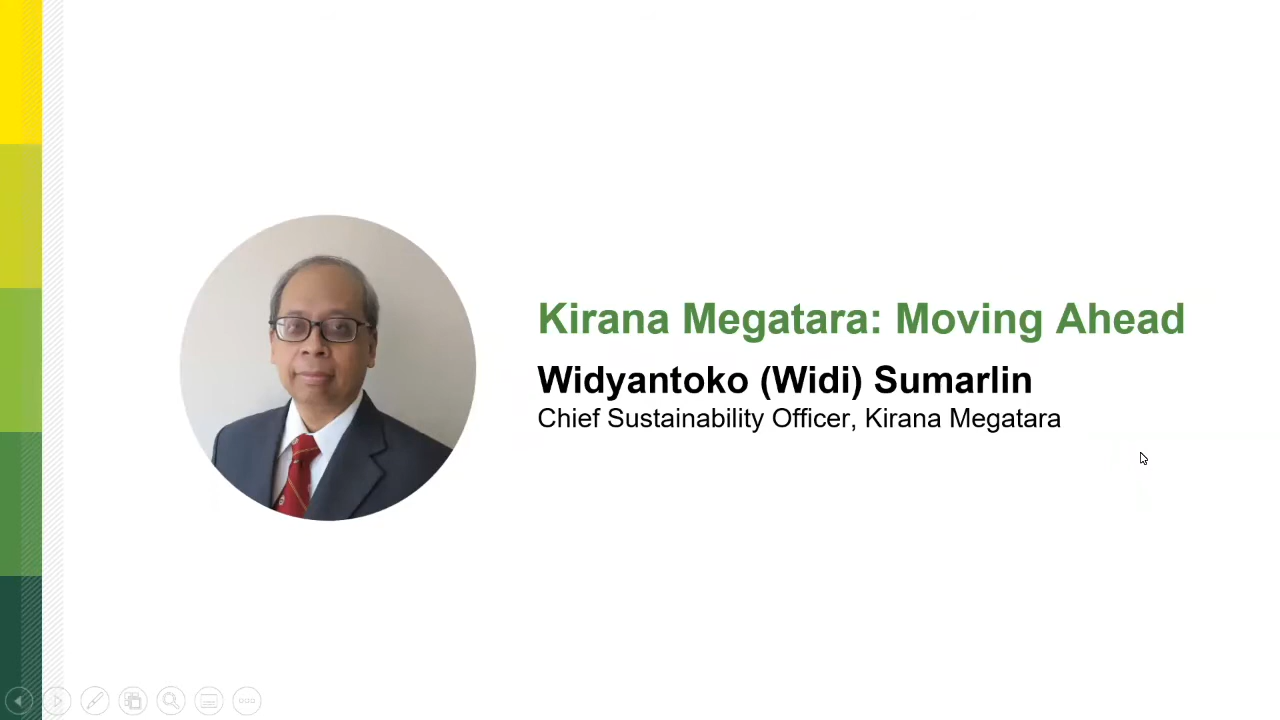 Kirana Megatara: Moving Ahead
Widyantoko (Widi) Sumarlin
Chief Sustainability Officer, Kirana Megatara